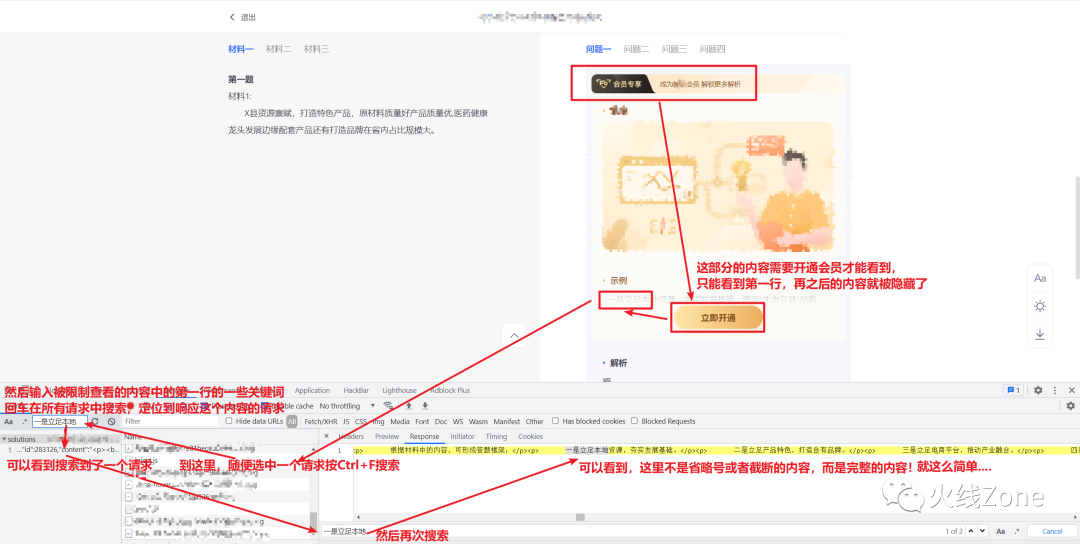 退出
材料一 材料二 材料三
问题一 问题二 问题三 问题四
第一题
材料1:
X县资源禀赋，打造特色产品，原材料质量好产品质量优,医药健康
龙头发展边缘配套产品还有打造品牌在省内占比规模大。
会员专享
会员 解锁更多解析
这部分的内容需要开通会员才能看到，
只能看到第一行，再之后的内容就被隐藏了
示例
一是立足本地资源
立即开通
解析
Aa
Application HackBar Lighthouse Adblock Plus
1
然后输入被限制查看的内容中的第一行的一些关键词
回车在所有请求中搜索，定位到响应这个内容的请求
No throttling
Aa .* 一是立足本地
Filter Hide data URLs All Fetch/XHR JS CSS Img Media Font Doc WS Wasm Manifest Other Has blocked cookies Blocked Requests
solutions
Name
Headers Preview Response Initiator Timing Cookies
1 ..."id":283126,"content":"<p><b...
1 <p> 根据材料中的内容，可形成答题框架：</p><p> 一是立足本地资源，夯实发展基础。</p><p> 二是立足产品特色，打造自有品牌。</p><p> 三是立足电商平台，推动产业融合。</p><p>
可以看到搜索到了一个请求
到这里，随便选中一个请求按Ctrl+F搜索
可以看到，这里不是省略号或者截断的内容，而是完整的内容！就这么简单....
火线Zone
一是立足本地
然后再次搜索
1 of 2 Aa .* Cancel